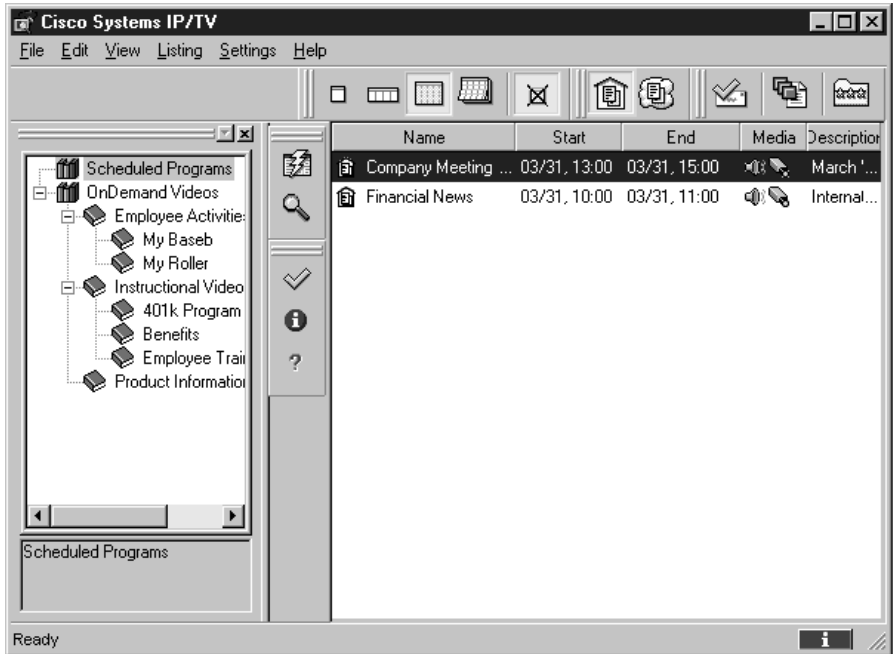 Cisco Systems IP/TV
File Edit View Listing Settings Help
Name Start End Media Description
Company Meeting ... 03/31, 13:00 03/31, 15:00 March '...
Financial News 03/31, 10:00 03/31, 11:00 Internal...
Scheduled Programs
OnDemand Videos
Employee Activitie
My Baseb
My Roller
Instructional Video
401k Program
Benefits
Employee Trai
Product Informatio
Scheduled Programs
Ready